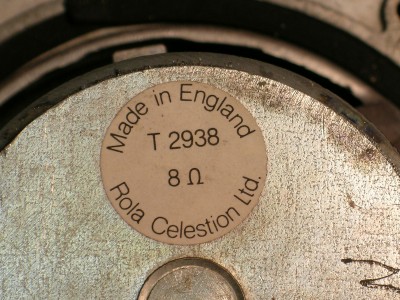 Made in England
T 2938
8 Ω
Rola Celestion Ltd.